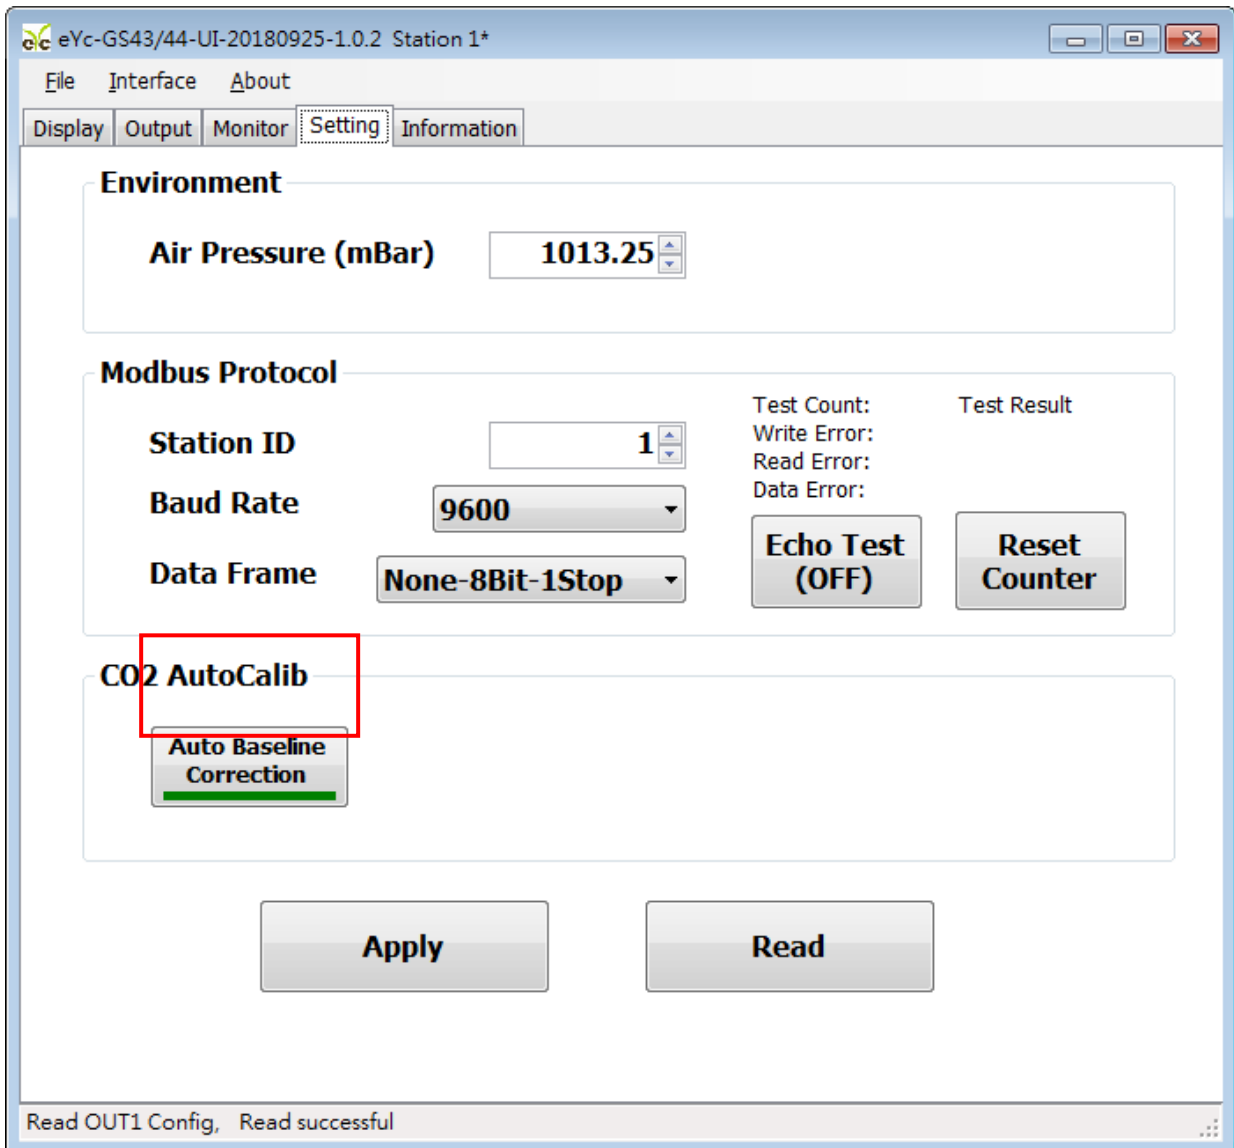 eYc-GS43/44-UI-20180925-1.0.2 Station 1*
File Interface About
Display Output Monitor Setting Information
Environment
Air Pressure (mBar) 1013.25
Modbus Protocol
Test Count: Test Result
Station ID 1 Write Error:
Read Error:
Baud Rate 9600 Data Error:
Data Frame None-8Bit-1Stop
Echo Test Reset
(OFF) Counter
CO2 AutoCalib
Auto Baseline
Correction
Apply Read
Read OUT1 Config, Read successful